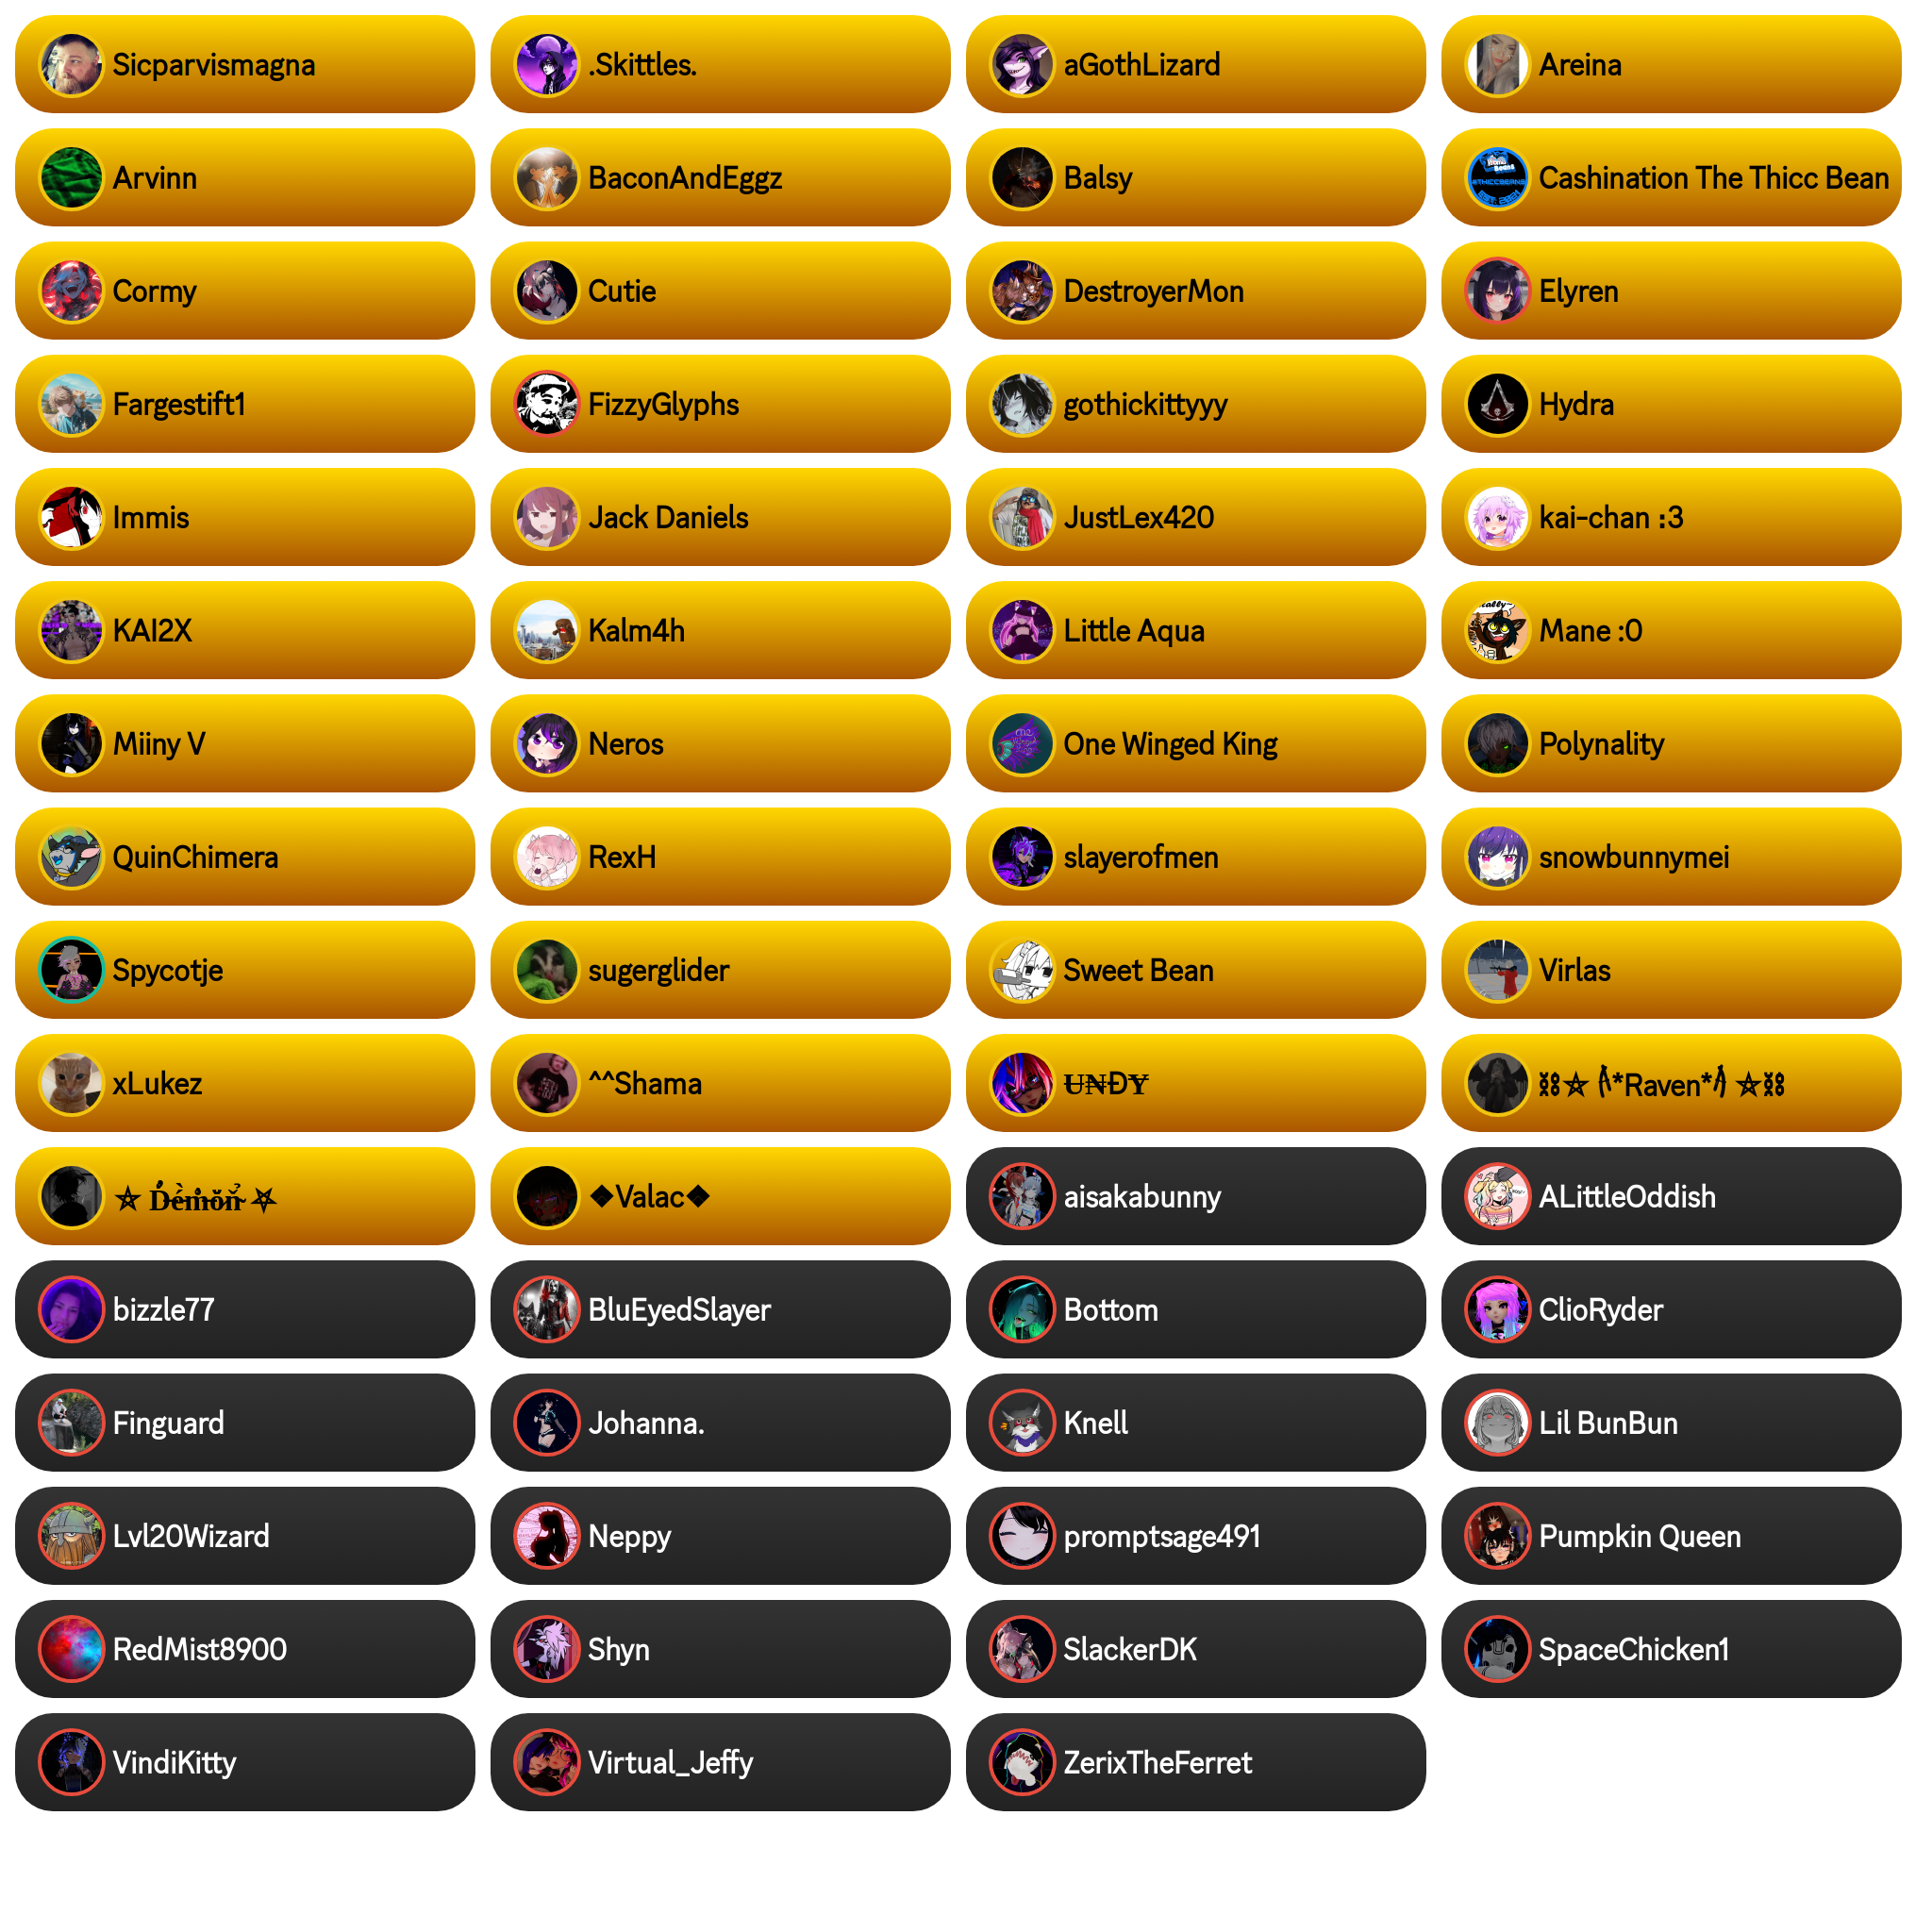 Sicparvismagna
.Skittles.
aGothLizard
Areina
Arvinn
BaconAndEggz
Balsy
Cashination The Thicc Bean
Cormy
Cutie
DestroyerMon
Elyren
Fargestift1
FizzyGlyphs
gothickittyyy
Hydra
Immis
Jack Daniels
JustLex420
kai-chan :3
KAI2X
Kalm4h
Little Aqua
Mane :0
Miiny V
Neros
One Winged King
Polynality
QuinChimera
RexH
slayerofmen
snowbunnymei
Spycotje
sugerglider
Sweet Bean
Virlas
xLukez
^^Shama
U̶N̶ĐY̶
⛓⛤ *Raven* ⛤⛓
⛤ D̶é̶m̶o̶n̶ ⛧
❖Valac❖
aisakabunny
ALittleOddish
bizzle77
BluEyedSlayer
Bottom
ClioRyder
Finguard
Johanna.
Knell
Lil BunBun
Lvl20Wizard
Neppy
promptsage491
Pumpkin Queen
RedMist8900
Shyn
SlackerDK
SpaceChicken1
VindiKitty
Virtual_Jeffy
ZerixTheFerret